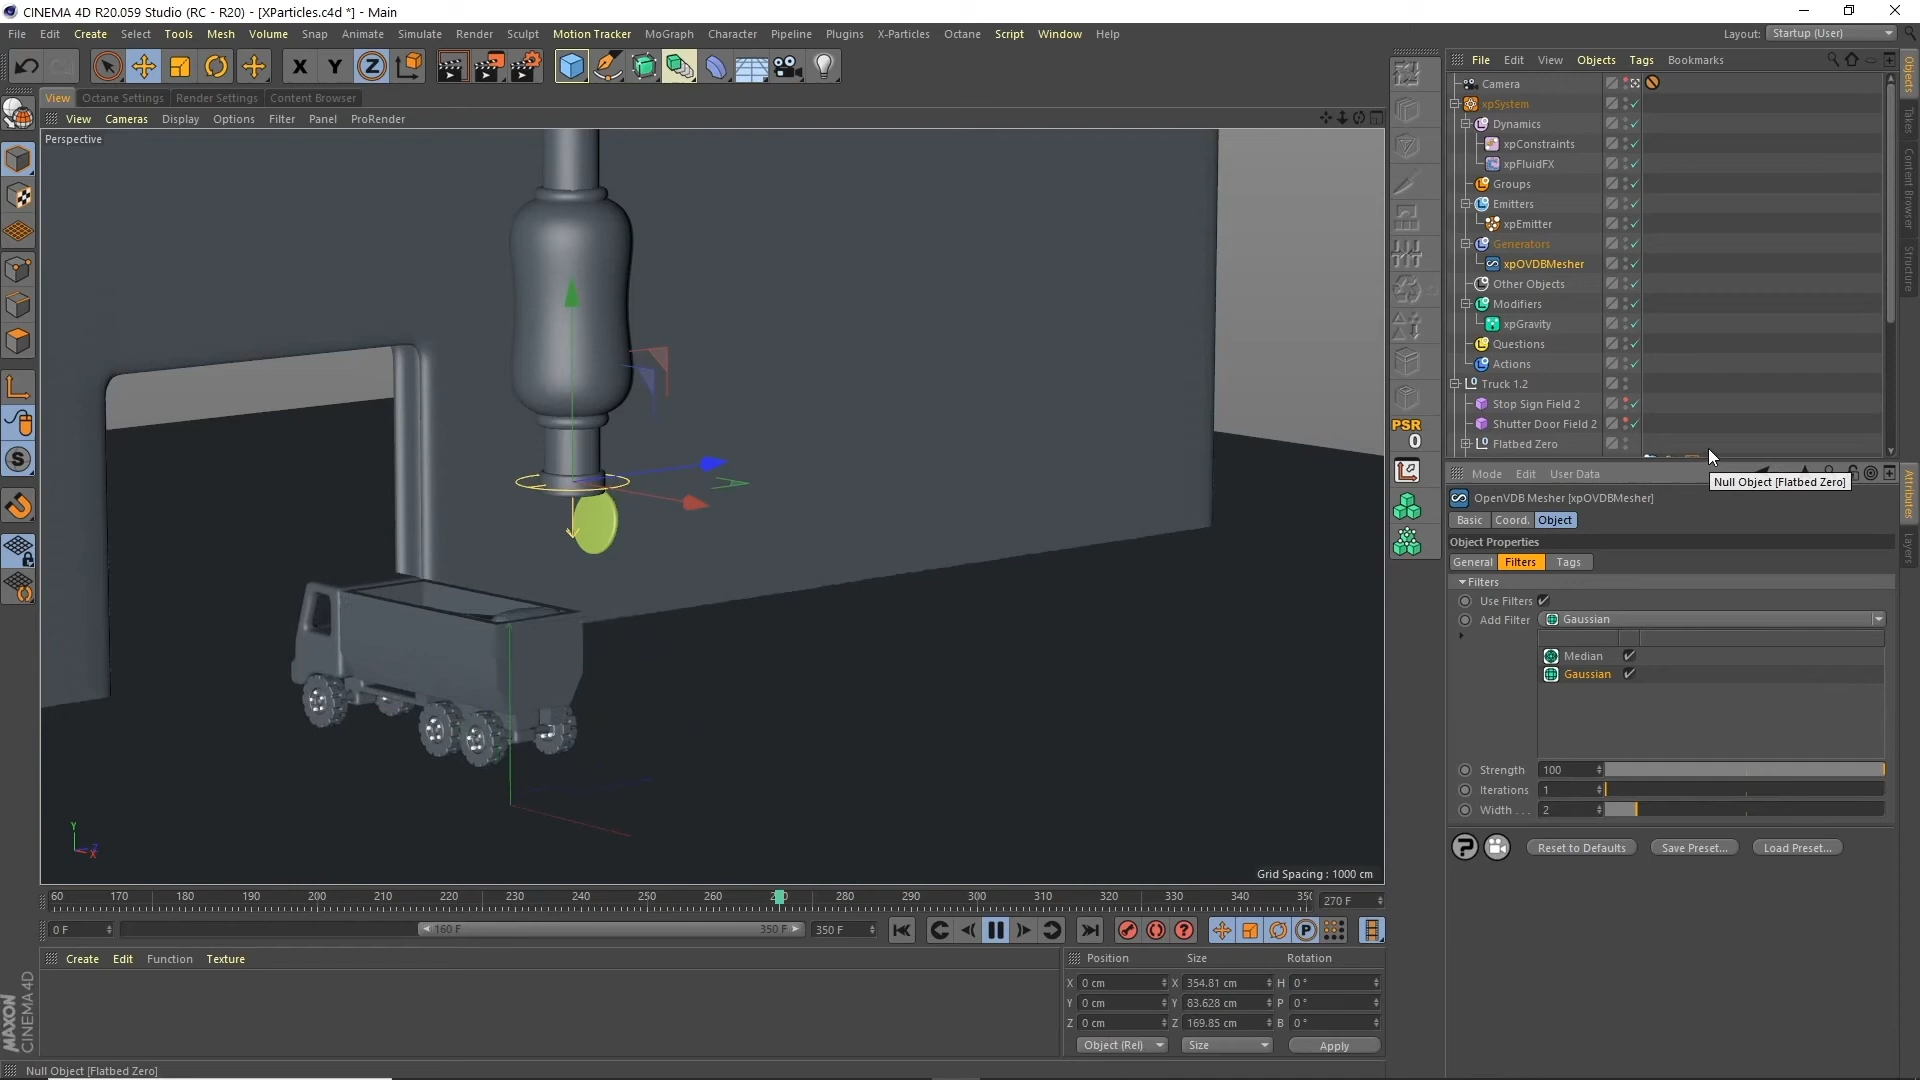 CINEMA 4D R20.059 Studio (RC - R20) - [XParticles.c4d *] - Main
File Edit Create Select Tools Mesh Volume Snap Animate Simulate Render Sculpt Motion Tracker MoGraph Character Pipeline Plugins X-Particles Octane Script Window Help Layout: Startup (User)
X Y Z
View Octane Settings Render Settings Content Browser
View Cameras Display Options Filter Panel ProRender
Perspective
File Edit View Objects Tags Bookmarks
Camera
xpSystem
Dynamics
xpConstraints
xpFluidFX
Groups
Emitters
xpEmitter
Generators
xpOVDBMesher
Other Objects
Modifiers
xpGravity
Questions
Actions
Truck 1.2
Stop Sign Field 2
Shutter Door Field 2
Flatbed Zero
Objects
Takes
Content Browser
Structure
PSR
0
S
Mode Edit User Data
Null Object [Flatbed Zero]
OpenVDB Mesher [xpOVDBMesher]
Basic Coord. Object
Object Properties
General Filters Tags
Filters
Use Filters
Add Filter Gaussian
Median
Gaussian
Strength 100
Iterations 1
Width . . . 2
Reset to Defaults Save Preset... Load Preset...
Attributes
Layers
Y
Z
X
Grid Spacing : 1000 cm
60 170 180 190 200 210 220 230 240 250 260 280 290 300 310 320 330 340 270 F
0 F 160 F 350 F 350 F
P
Create Edit Function Texture
Position Size Rotation
X 0 cm X 354.81 cm H 0 °
Y 0 cm Y 83.628 cm P 0 °
Z 0 cm Z 169.85 cm B 0 °
Object (Rel) Size Apply
MAXON
CINEMA 4D
Null Object [Flatbed Zero]